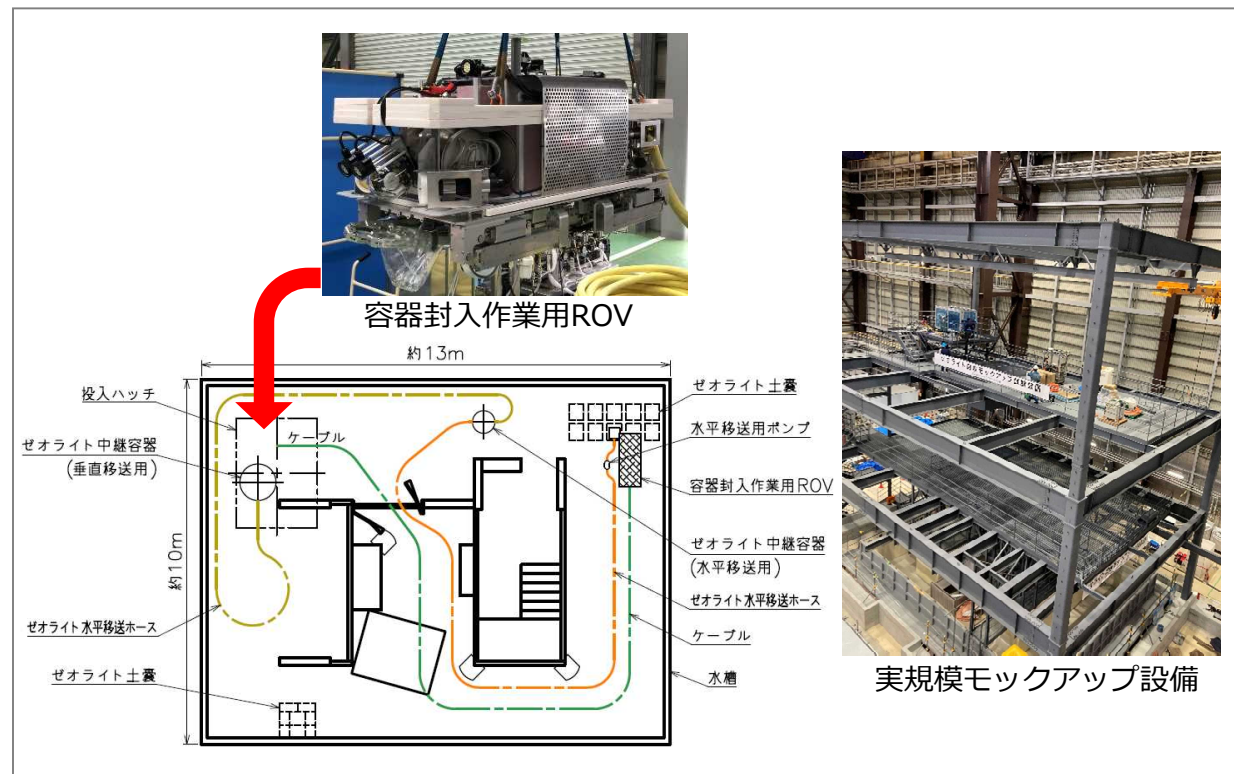 容器封入作業用ROV
約13m
投入ハッチ
ケーブル
ゼオライト中継容器
(垂直移送用)
約10m
ゼオライト水平移送ホース
ゼオライト土嚢
ゼオライト土嚢
水平移送用ポンプ
容器封入作業用ROV
ゼオライト中継容器
(水平移送用)
ゼオライト水平移送ホース
ケーブル
水槽
実規模モックアップ設備